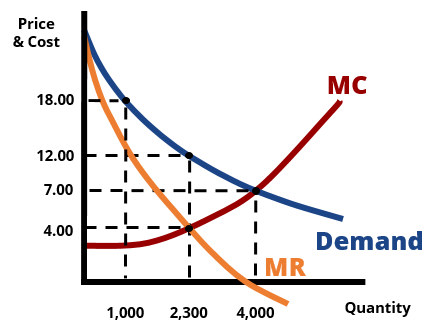 Price
& Cost
MC
18.00
12.00
7.00
4.00
Demand
MR
1,000
2,300
4,000
Quantity